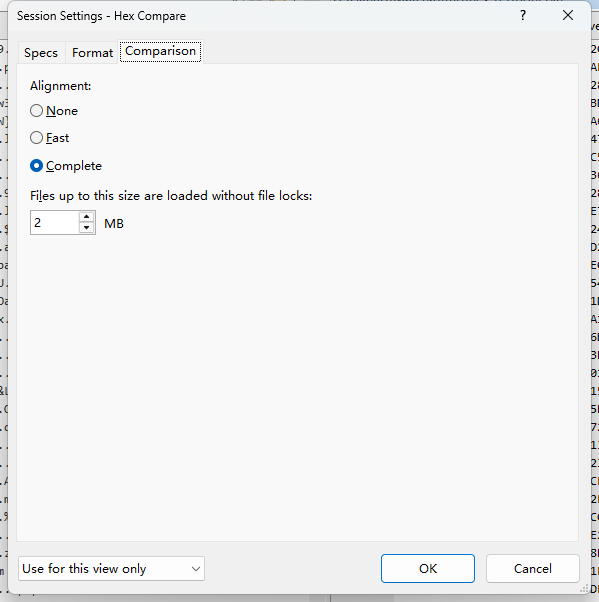 Session Settings - Hex Compare
?
Specs
Format
Comparison
Alignment:
None
Fast
Complete
Files up to this size are loaded without file locks:
2
MB
Use for this view only
OK
Cancel